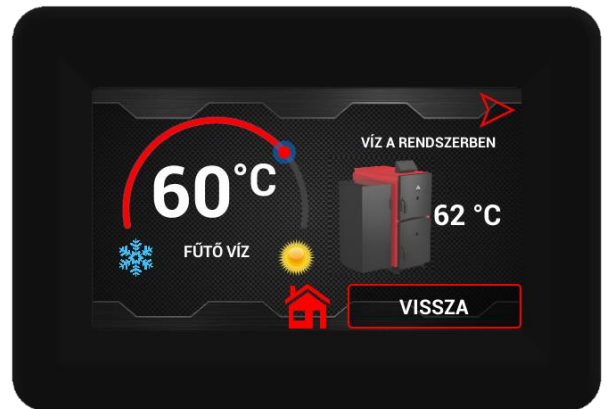 VÍZ A RENDSZERBEN
60°C
62 °C
FŰTŐ VÍZ
VISSZA